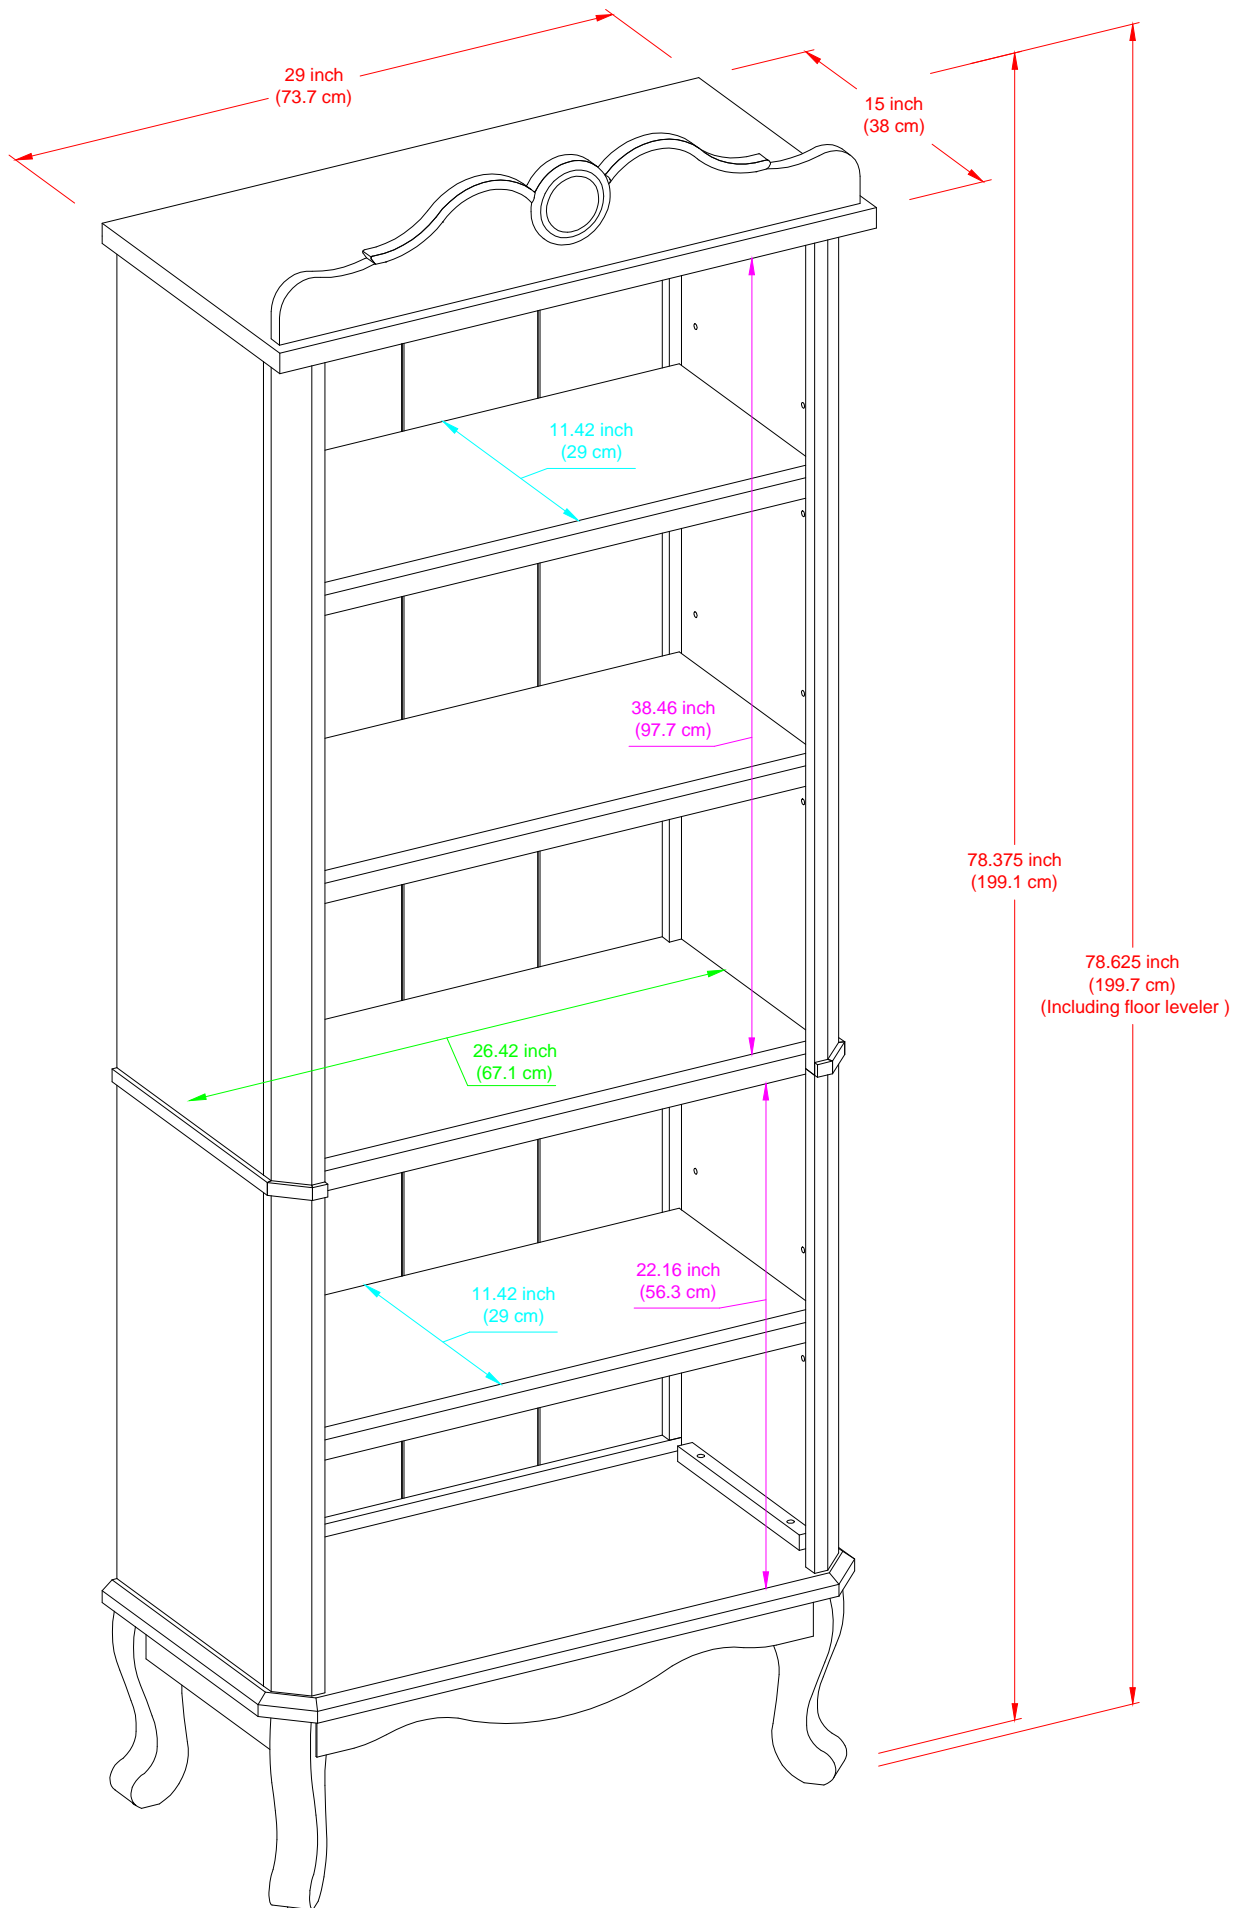 29 inch
(73.7 cm)
15 inch
(38 cm)
11.42 inch
(29 cm)
38.46 inch
(97.7 cm)
78.375 inch
(199.1 cm)
78.625 inch
(199.7 cm)
(Including floor leveler )
26.42 inch
(67.1 cm)
22.16 inch
(56.3 cm)
11.42 inch
(29 cm)